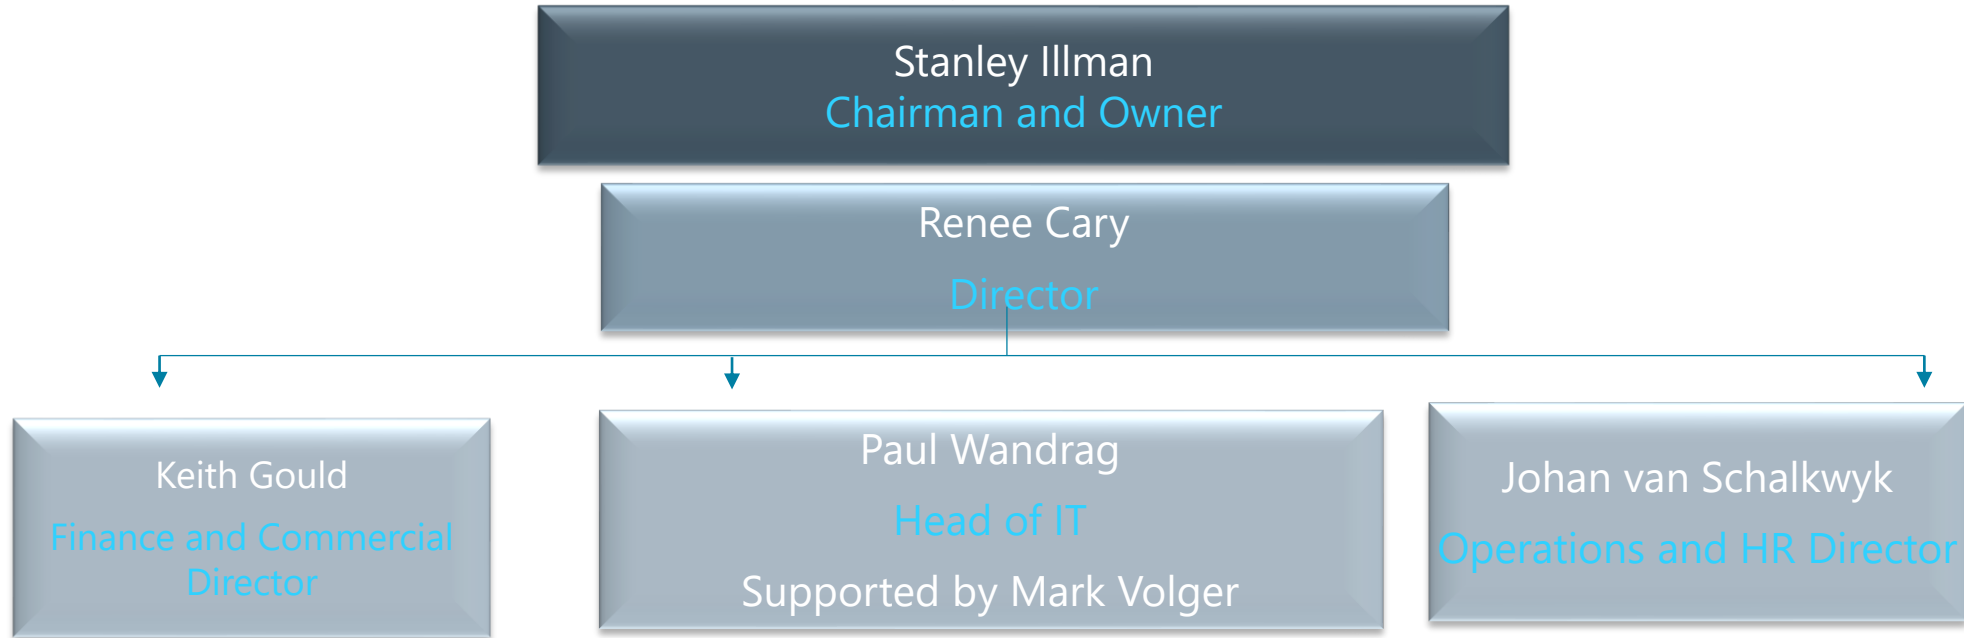 Stanley Illman
Chairman and Owner
Renee Cary
Director
Keith Gould
Finance and Commercial
Director
Paul Wandrag
Head of IT
Supported by Mark Volger
Johan van Schalkwyk
Operations and HR Director